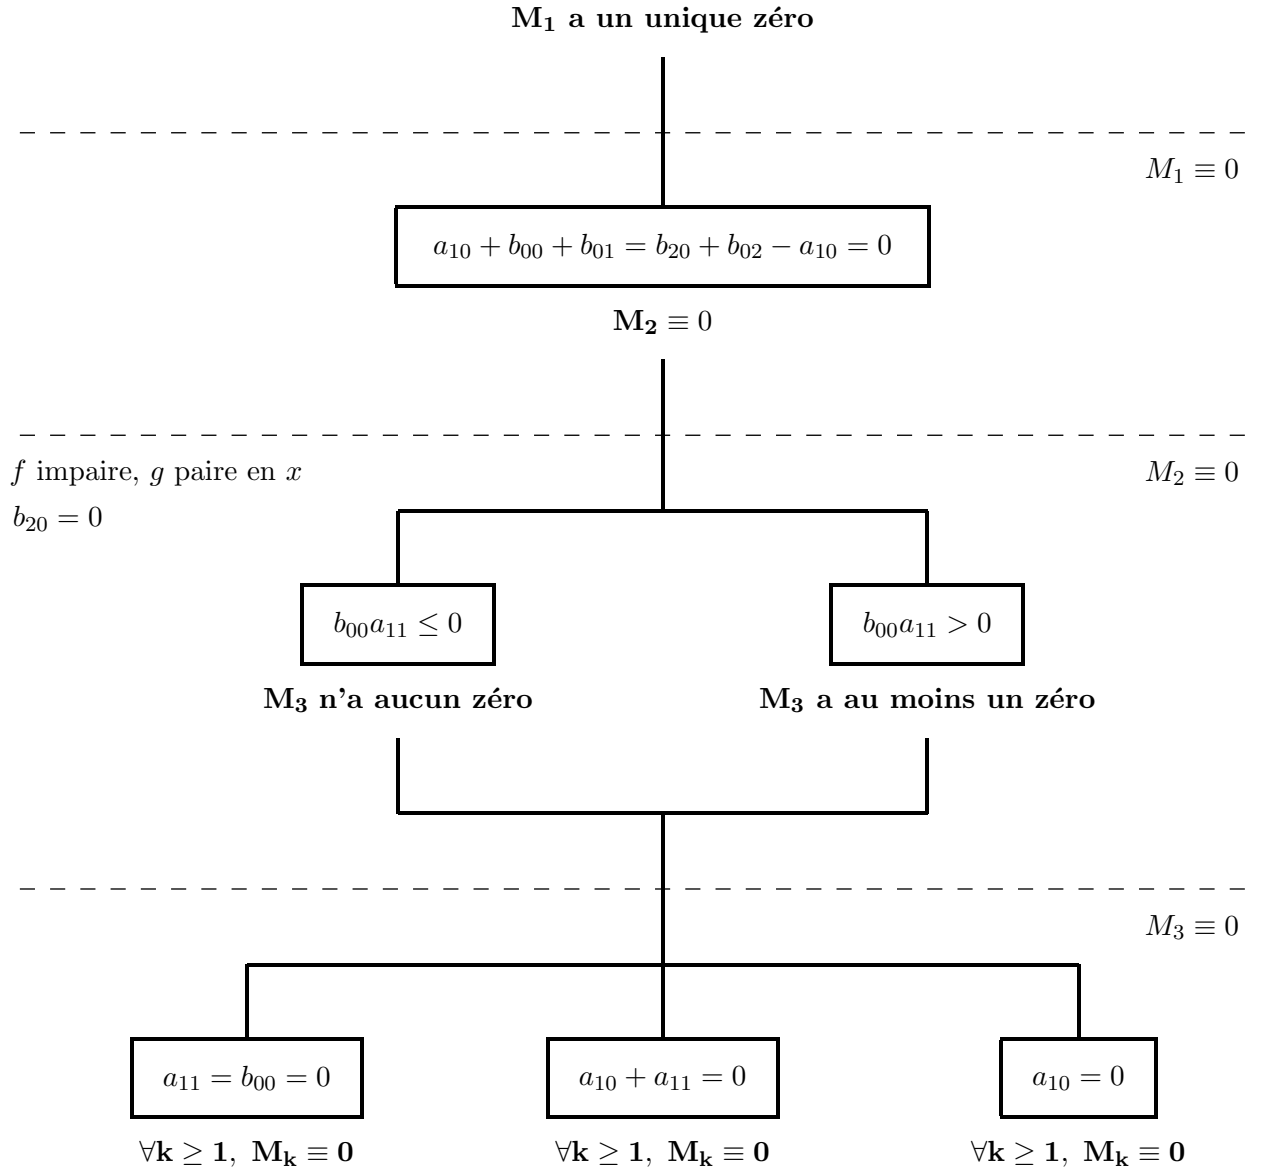 M₁ a un unique zéro
M₁ ≡ 0
a₁₀ + b₀₀ + b₀₁ = b₂₀ + b₀₂ − a₁₀ = 0
M₂ ≡ 0
f impaire, g paire en x
M₂ ≡ 0
b₂₀ = 0
b₀₀a₁₁ ≤ 0
b₀₀a₁₁ > 0
M₃ n'a aucun zéro
M₃ a au moins un zéro
M₃ ≡ 0
a₁₁ = b₀₀ = 0
a₁₀ + a₁₁ = 0
a₁₀ = 0
∀k ≥ 1, Mₖ ≡ 0
∀k ≥ 1, Mₖ ≡ 0
∀k ≥ 1, Mₖ ≡ 0